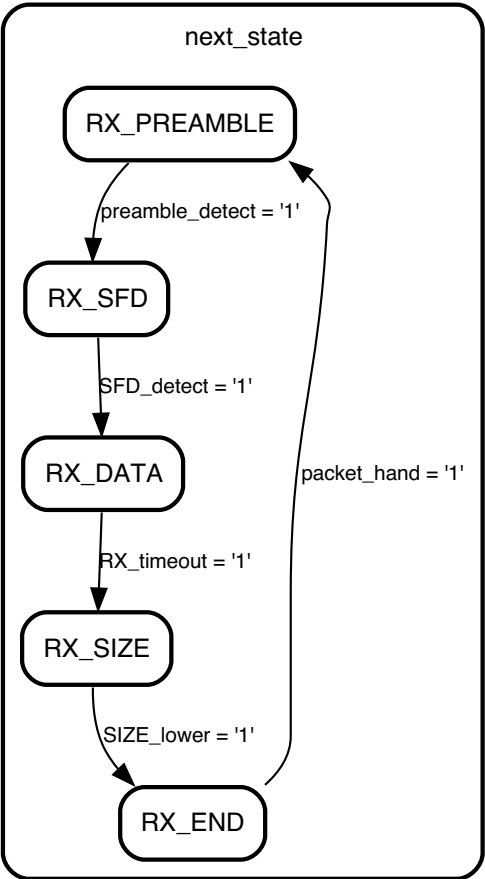 next_state
RX_PREAMBLE
preamble_detect = '1'
RX_SFD
SFD_detect = '1'
RX_DATA
packet_hand = '1'
RX_timeout = '1'
RX_SIZE
SIZE_lower = '1'
RX_END